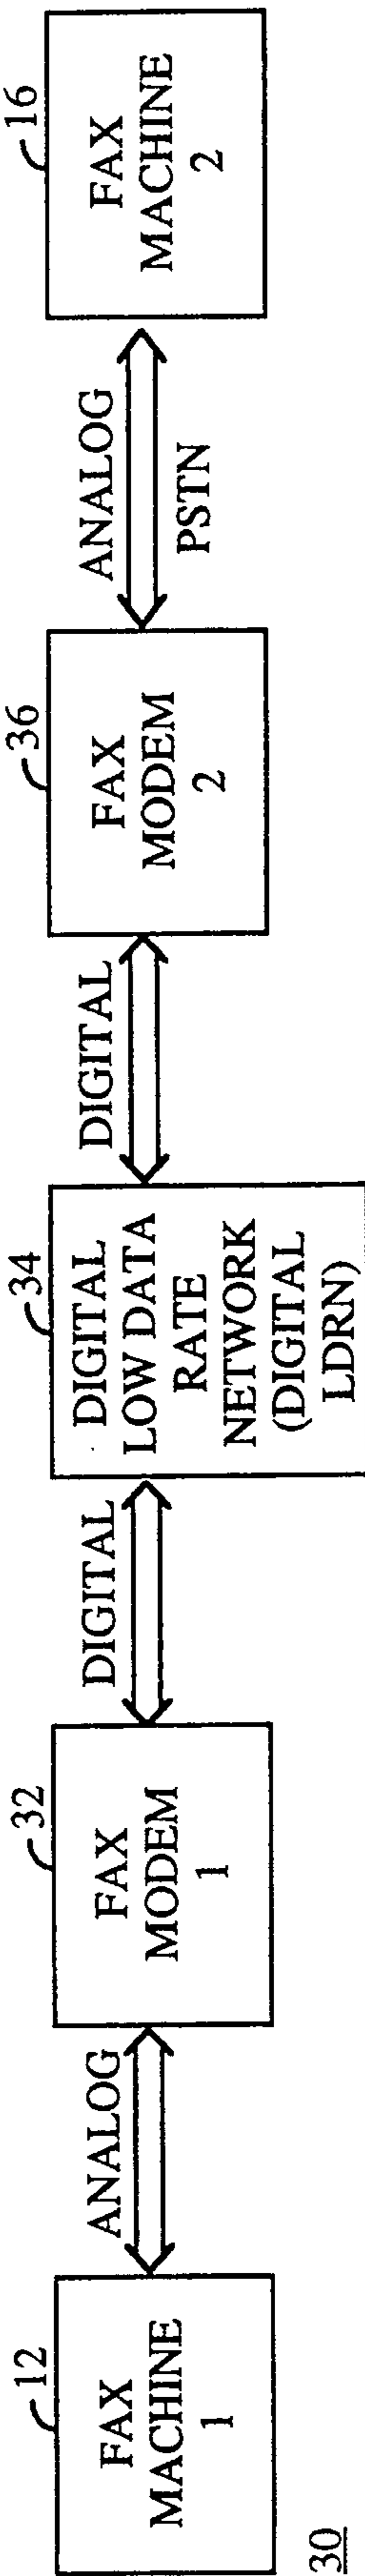 12
FAX
MACHINE
1
ANALOG
32
FAX
MODEM
1
DIGITAL
34
DIGITAL
LOW DATA
RATE
NETWORK
(DIGITAL
LDRN)
DIGITAL
36
FAX
MODEM
2
ANALOG
PSTN
16
FAX
MACHINE
2
30